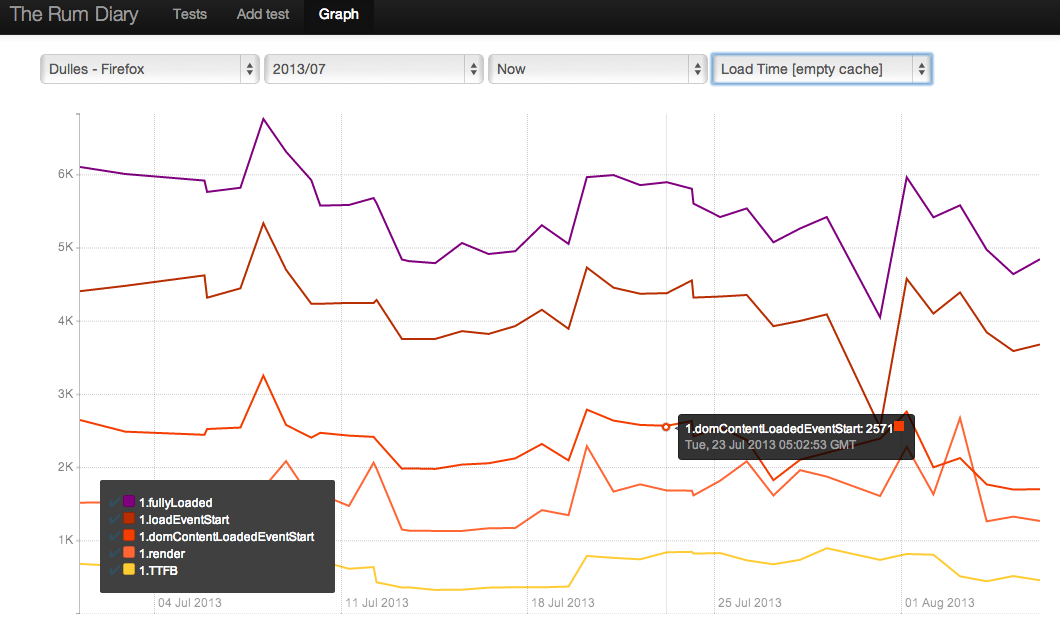 The Rum Diary Tests Add test Graph
Dulles - Firefox 2013/07 Now Load Time [empty cache]
6K
5K
4K
3K
1.domContentLoadedEventStart: 2571
Tue, 23 Jul 2013 05:02:53 GMT
2K
1.fullyLoaded
1.loadEventStart
1.domContentLoadedEventStart
1K
1.render
1.TTFB
04 Jul 2013 11 Jul 2013 18 Jul 2013 25 Jul 2013 01 Aug 2013